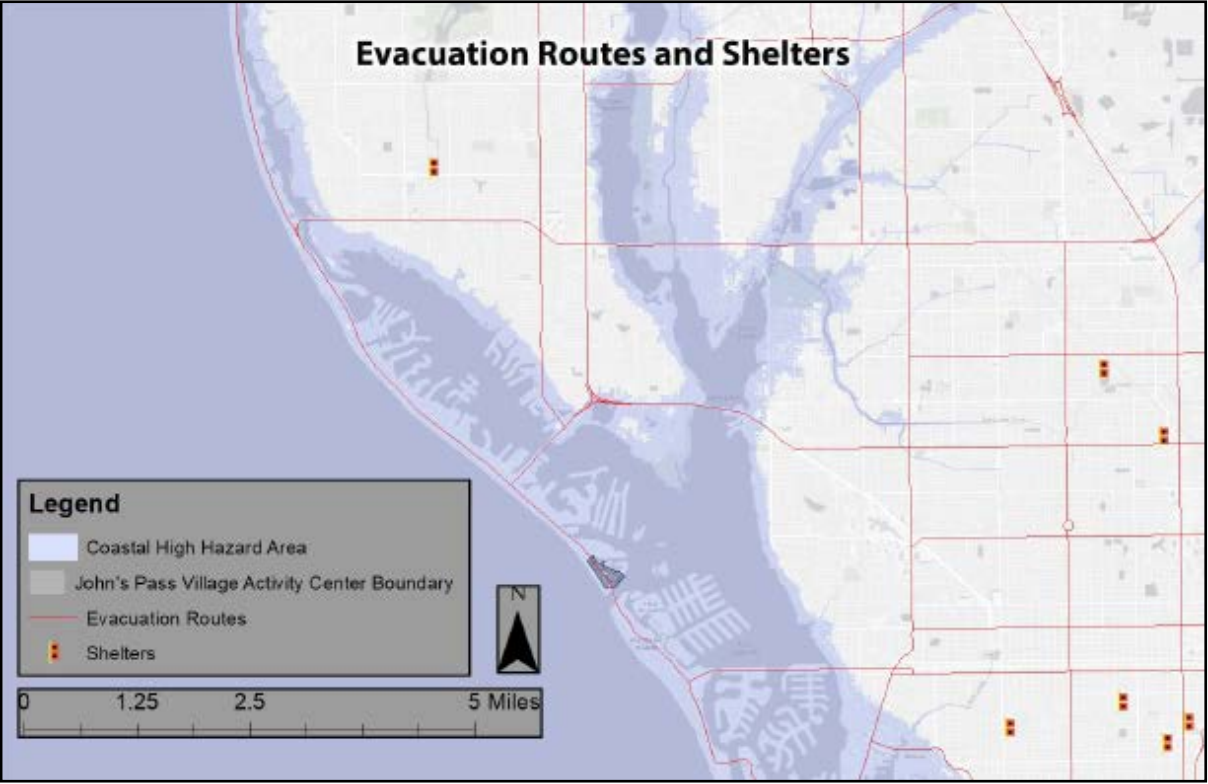 Evacuation Routes and Shelters
Legend
Coastal High Hazard Area
John's Pass Village Activity Center Boundary
Evacuation Routes
Shelters
N
0 1.25 2.5 5 Miles